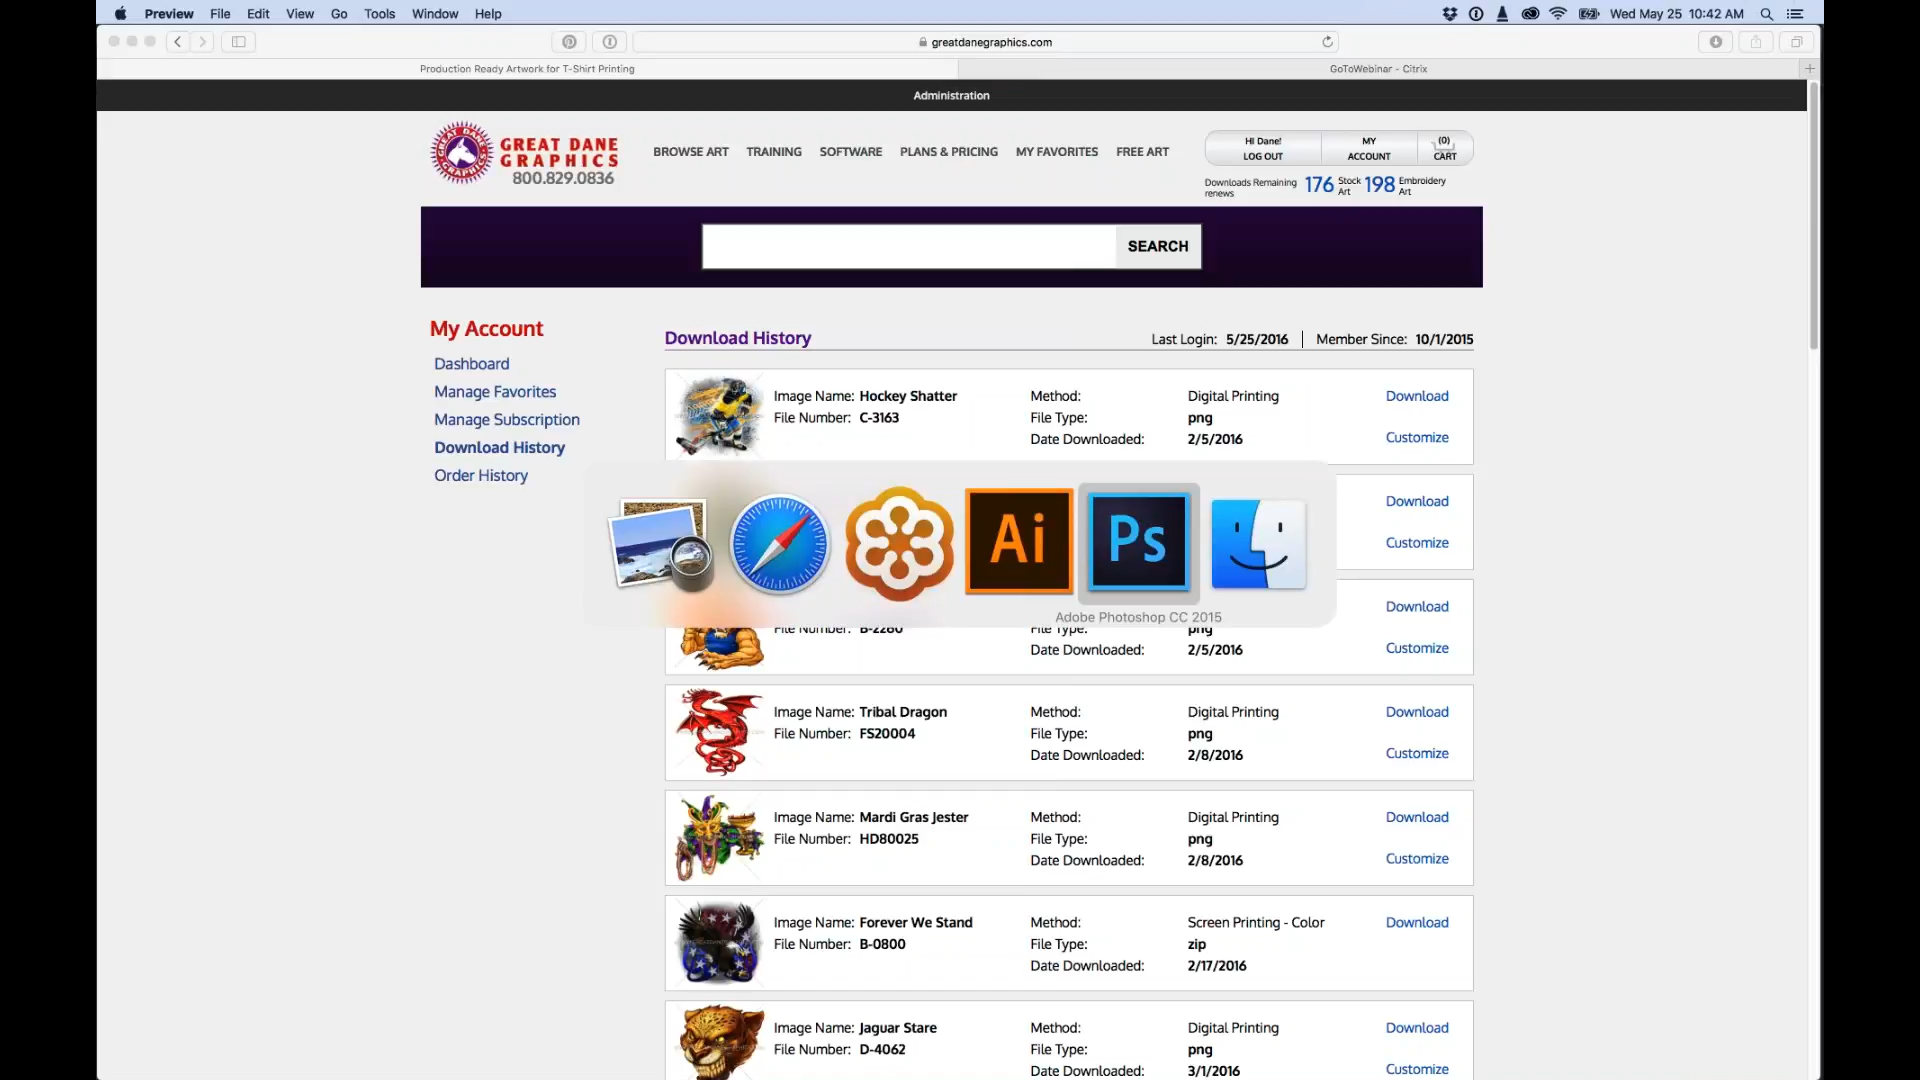 Preview File Edit View Go Tools Window Help Wed May 25 10:42 AM
greatdanegraphics.com
Production Ready Artwork for T-Shirt Printing GoToWebinar - Citrix
Administration
GREAT DANE
GRAPHICS
800.829.0836
BROWSE ART TRAINING SOFTWARE PLANS & PRICING MY FAVORITES FREE ART
Hi Dane!
LOG OUT
MY
ACCOUNT
(0)
CART
Downloads Remaining
renews
176 Stock
Art
198 Embroidery
Art
SEARCH
My Account
Dashboard
Manage Favorites
Manage Subscription
Download History
Order History
Download History Last Login: 5/25/2016 Member Since: 10/1/2015
Image Name: Hockey Shatter Method: Digital Printing Download
File Number: C-3163 File Type: png
Date Downloaded: 2/5/2016 Customize
Download
Customize
Ai Ps
Adobe Photoshop CC 2015
Download
File Number: B-2260 File Type: png
Date Downloaded: 2/5/2016 Customize
Image Name: Tribal Dragon Method: Digital Printing Download
File Number: FS20004 File Type: png
Date Downloaded: 2/8/2016 Customize
Image Name: Mardi Gras Jester Method: Digital Printing Download
File Number: HD80025 File Type: png
Date Downloaded: 2/8/2016 Customize
Image Name: Forever We Stand Method: Screen Printing - Color Download
File Number: B-0800 File Type: zip
Date Downloaded: 2/17/2016
Image Name: Jaguar Stare Method: Digital Printing Download
File Number: D-4062 File Type: png
Date Downloaded: 3/1/2016 Customize